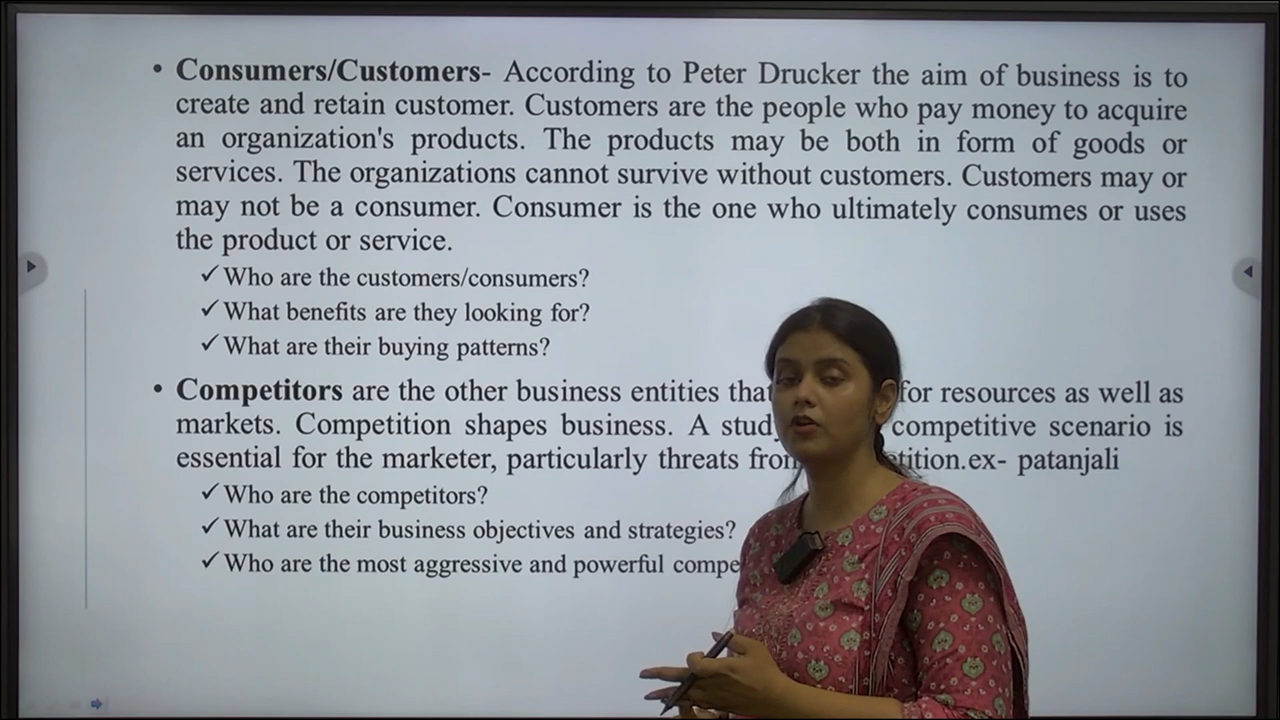 • Consumers/Customers- According to Peter Drucker the aim of business is to
create and retain customer. Customers are the people who pay money to acquire
an organization's products. The products may be both in form of goods or
services. The organizations cannot survive without customers. Customers may or
may not be a consumer. Consumer is the one who ultimately consumes or uses
the product or service.
✓ Who are the customers/consumers?
✓ What benefits are they looking for?
✓ What are their buying patterns?
• Competitors are the other business entities that for resources as well as
markets. Competition shapes business. A competitive scenario is
essential for the marketer, particularly threats patanjali
✓ Who are the competitors?
✓ What are their business objectives and strategies?
✓ Who are the most aggressive and powerful